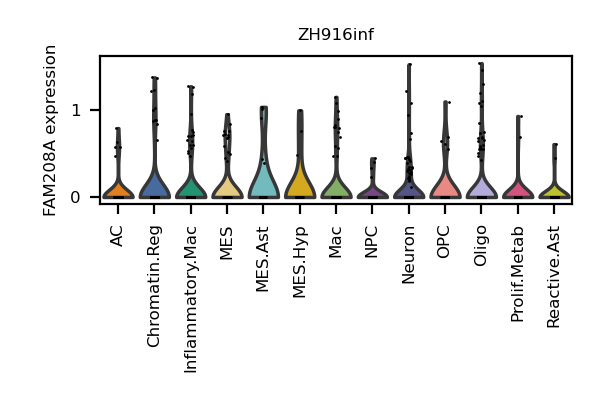 ZH916inf
FAM208A expression
1
0
AC
Chromatin.Reg
Inflammatory.Mac
MES
MES.Ast
MES.Hyp
Mac
NPC
Neuron
OPC
Oligo
Prolif.Metab
Reactive.Ast